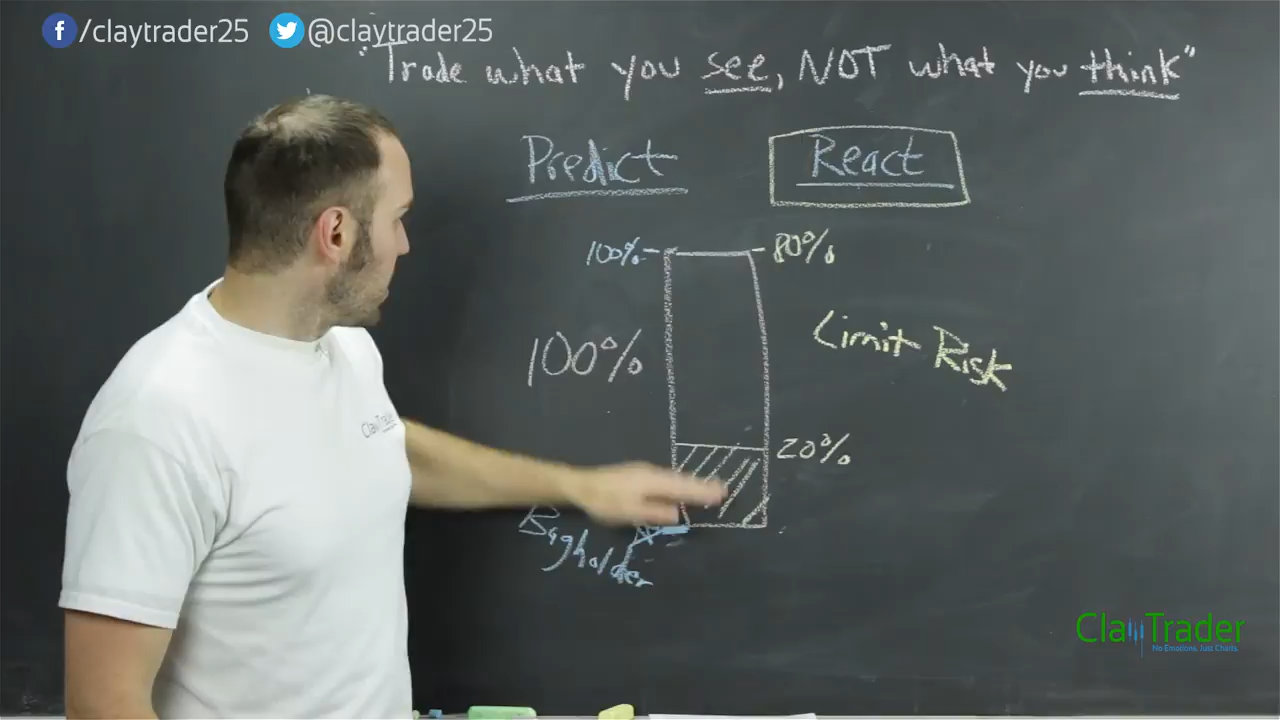 /claytrader25 @claytrader25
"Trade what you see, NOT what you think"
Predict React
100% 80%
100% Limit Risk
20%
Bagholder
ClayTrader
ClayTrader
No Emotions. Just Charts.